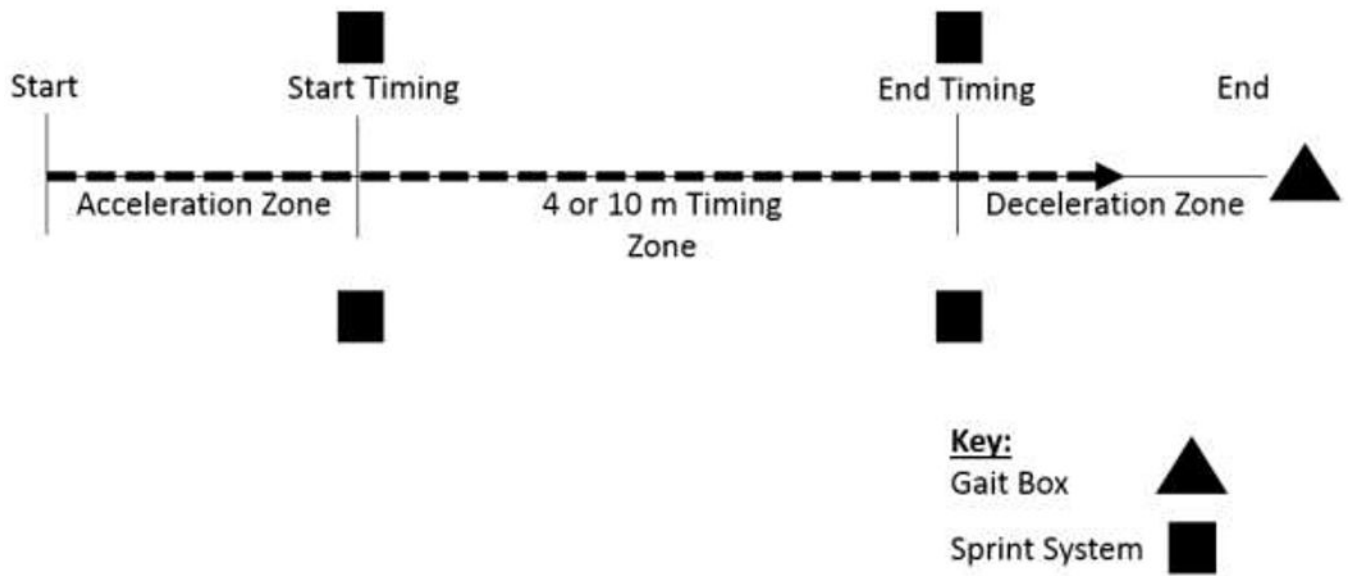 Start
Start Timing
End Timing
End
Acceleration Zone
4 or 10 m Timing
Zone
Deceleration Zone
Key:
Gait Box
Sprint System